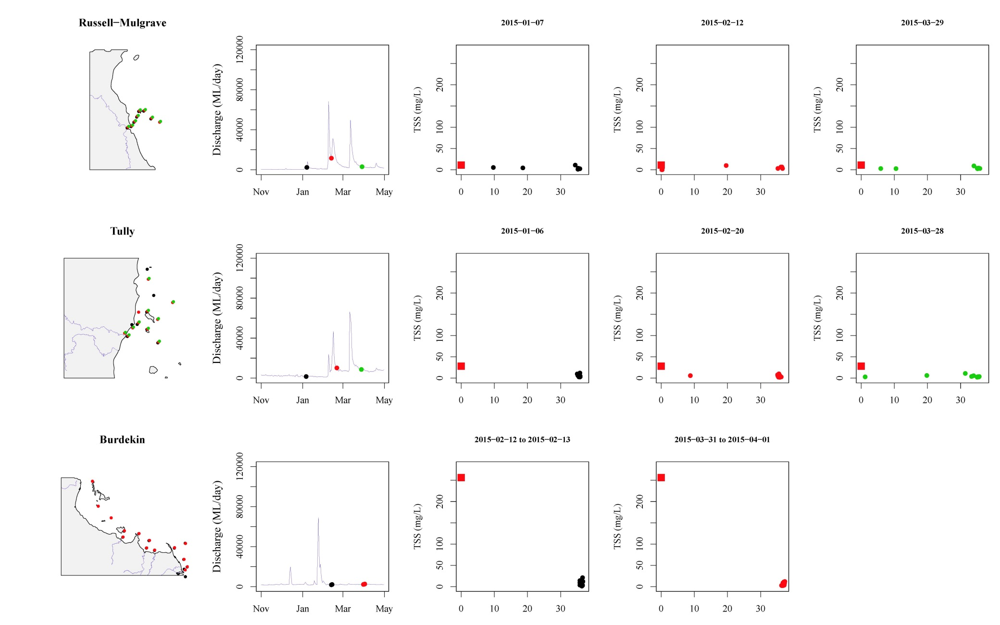 Russell−Mulgrave
2015−01−07
2015−02−12
2015−03−29
Discharge (ML/day)
0 40000 80000 120000
Nov Jan Mar May
TSS (mg/L)
0 50 100 200
0 10 20 30
TSS (mg/L)
0 50 100 200
0 10 20 30
TSS (mg/L)
0 50 100 200
0 10 20 30
Tully
2015−01−06
2015−02−20
2015−03−28
Discharge (ML/day)
0 40000 80000 120000
Nov Jan Mar May
TSS (mg/L)
0 50 100 200
0 10 20 30
TSS (mg/L)
0 50 100 200
0 10 20 30
TSS (mg/L)
0 50 100 200
0 10 20 30
Burdekin
2015−02−12 to 2015−02−13
2015−03−31 to 2015−04−01
Discharge (ML/day)
0 40000 80000 120000
Nov Jan Mar May
TSS (mg/L)
0 50 100 200
0 10 20 30
TSS (mg/L)
0 50 100 200
0 10 20 30